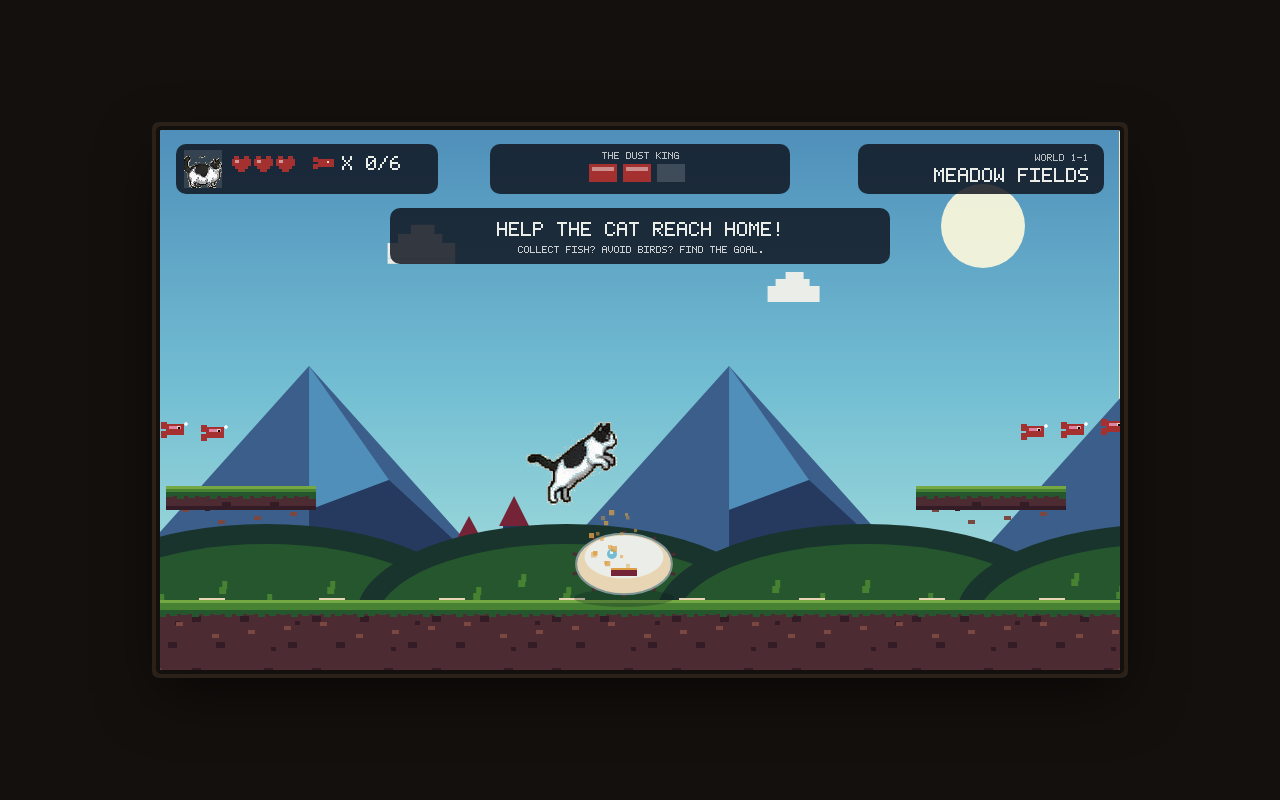 X 0/6
THE DUST KING
WORLD 1-1
MEADOW FIELDS
HELP THE CAT REACH HOME!
COLLECT FISH? AVOID BIRDS? FIND THE GOAL.